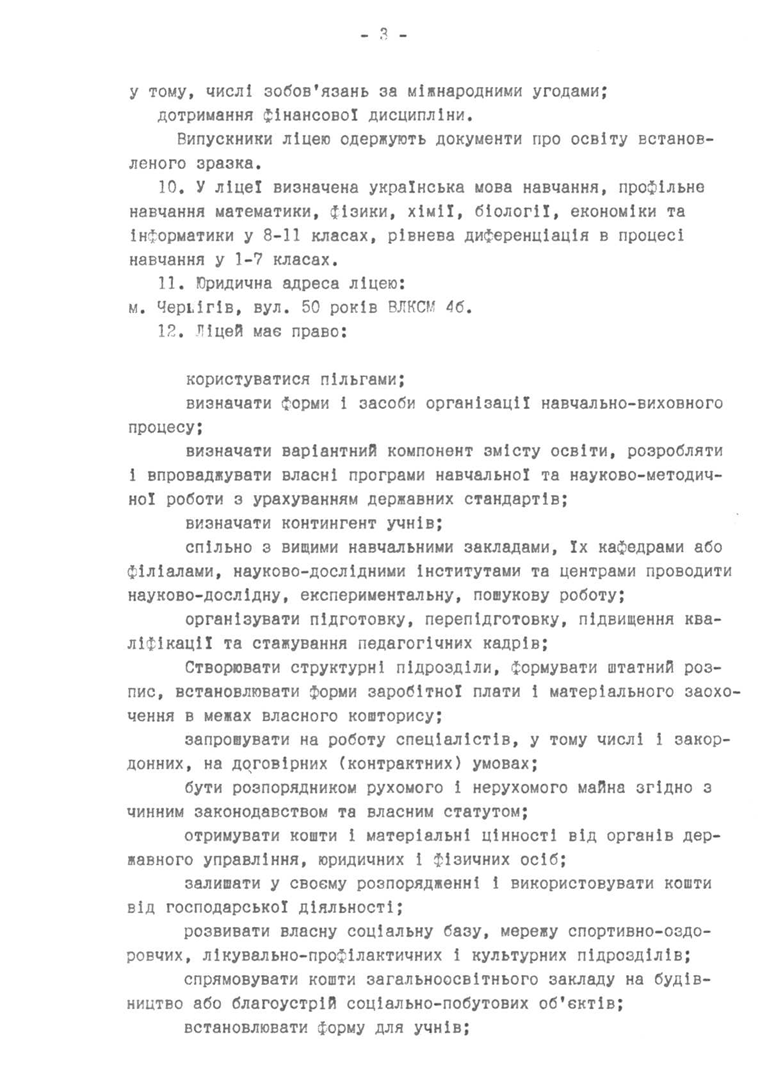 - 3 -
у тому, числі зобов'язань за міжнародними угодами;
дотримання фінансової дисципліни.
Випускники ліцею одержують документи про освіту встанов-
леного зразка.
10. У ліцеї визначена українська мова навчання, профільне
навчання математики, фізики, хімії, біології, економіки та
інформатики у 8-11 класах, рівнева диференціація в процесі
навчання у 1-7 класах.
11. Юридична адреса ліцею:
м. Чернігів, вул. 50 років ВЛКСМ 4б.
12. Ліцей має право:
користуватися пільгами;
визначати форми і засоби організації навчально-виховного
процесу;
визначати варіантний компонент змісту освіти, розробляти
і впроваджувати власні програми навчальної та науково-методич-
ної роботи з урахуванням державних стандартів;
визначати контингент учнів;
спільно з вищими навчальними закладами, їх кафедрами або
філіалами, науково-дослідними інститутами та центрами проводити
науково-дослідну, експериментальну, пошукову роботу;
організувати підготовку, перепідготовку, підвищення ква-
ліфікації та стажування педагогічних кадрів;
Створювати структурні підрозділи, формувати штатний роз-
пис, встановлювати форми заробітної плати і матеріального заохо-
чення в межах власного кошторису;
запрошувати на роботу спеціалістів, у тому числі і закор-
донних, на договірних (контрактних) умовах;
бути розпорядником рухомого і нерухомого майна згідно з
чинним законодавством та власним статутом;
отримувати кошти і матеріальні цінності від органів дер-
жавного управління, юридичних і фізичних осіб;
залишати у своєму розпорядженні і використовувати кошти
від господарської діяльності;
розвивати власну соціальну базу, мережу спортивно-оздо-
ровчих, лікувально-профілактичних і культурних підрозділів;
спрямовувати кошти загальноосвітнього закладу на будів-
ництво або благоустрій соціально-побутових об'єктів;
встановлювати форму для учнів;